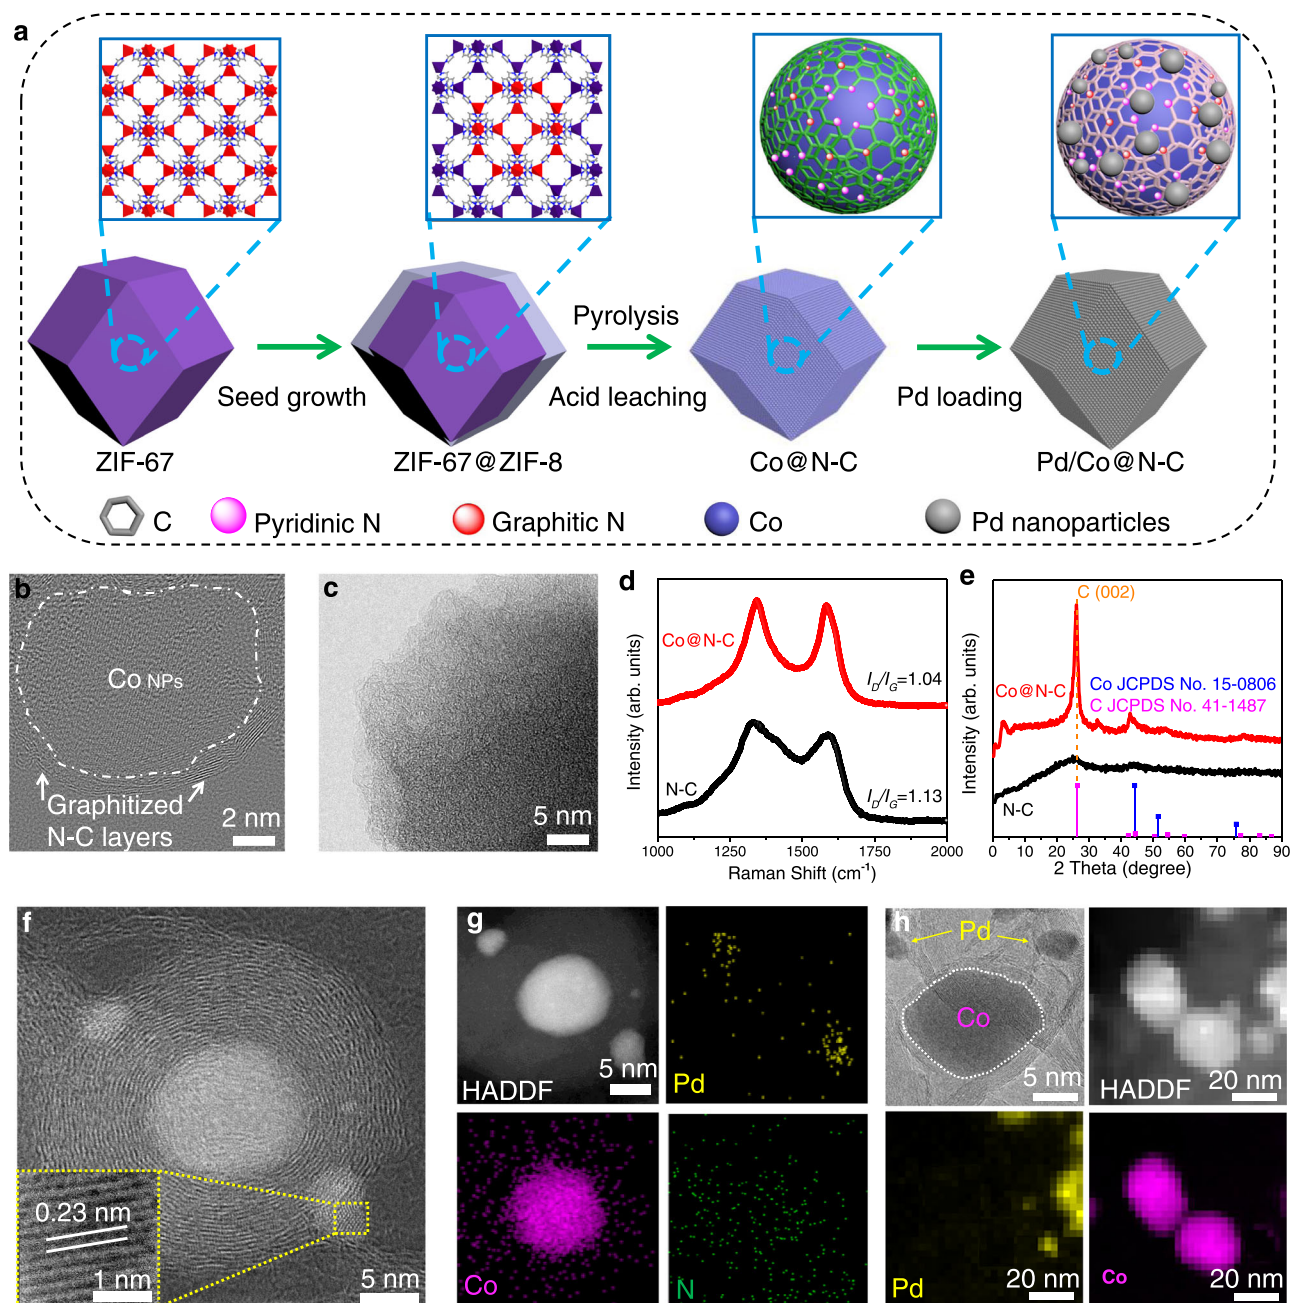 a
Pyrolysis
Seed growth
Acid leaching
Pd loading
ZIF-67
ZIF-67@ZIF-8
Co@N-C
Pd/Co@N-C
C
Pyridinic N
Graphitic N
Co
Pd nanoparticles
b
Co NPs
Graphitized
N-C layers
2 nm
c
5 nm
d
Intensity (arb. units)
Co@N-C
I_D/I_G=1.04
N-C
I_D/I_G=1.13
1000 1250 1500 1750 2000
Raman Shift (cm⁻¹)
e
Intensity (arb. units)
C (002)
Co@N-C
Co JCPDS No. 15-0806
C JCPDS No. 41-1487
N-C
0 10 20 30 40 50 60 70 80 90
2 Theta (degree)
f
0.23 nm
1 nm
5 nm
g
HADDF
5 nm
Pd
Co
N
h
Pd
Co
5 nm
HADDF
20 nm
Pd
20 nm
Co
20 nm